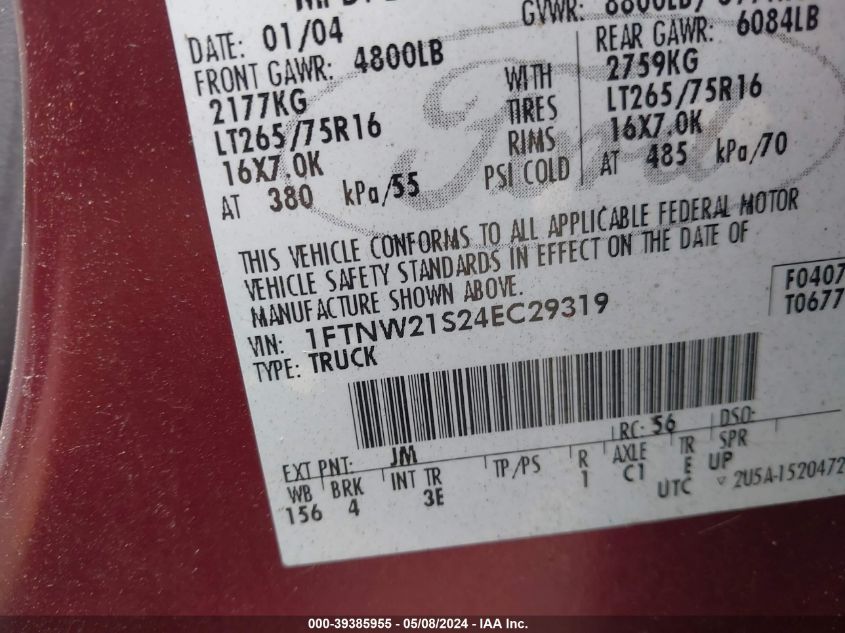 DATE: 01/04
GVWR: 8800LB/
FRONT GAWR: 4800LB
REAR GAWR: 6084LB
2177KG
WITH
2759KG
LT265/75R16
TIRES
LT265/75R16
16X7.0K
RIMS
16X7.0K
AT 380 kPa/55
PSI COLD
AT 485 kPa/70
Ford
THIS VEHICLE CONFORMS TO ALL APPLICABLE FEDERAL MOTOR
VEHICLE SAFETY STANDARDS IN EFFECT ON THE DATE OF
MANUFACTURE SHOWN ABOVE.
F0407
VIN: 1FTNW21S24EC29319
T0677
TYPE: TRUCK
EXT PNT: JM
RC: 56
DSO:
WB BRK INT TR TP/PS R AXLE TR SPR
156 4 3E 1 C1 E UP
UTC
▽ 2U5A-1520472
000-39385955 - 05/08/2024 - IAA Inc.